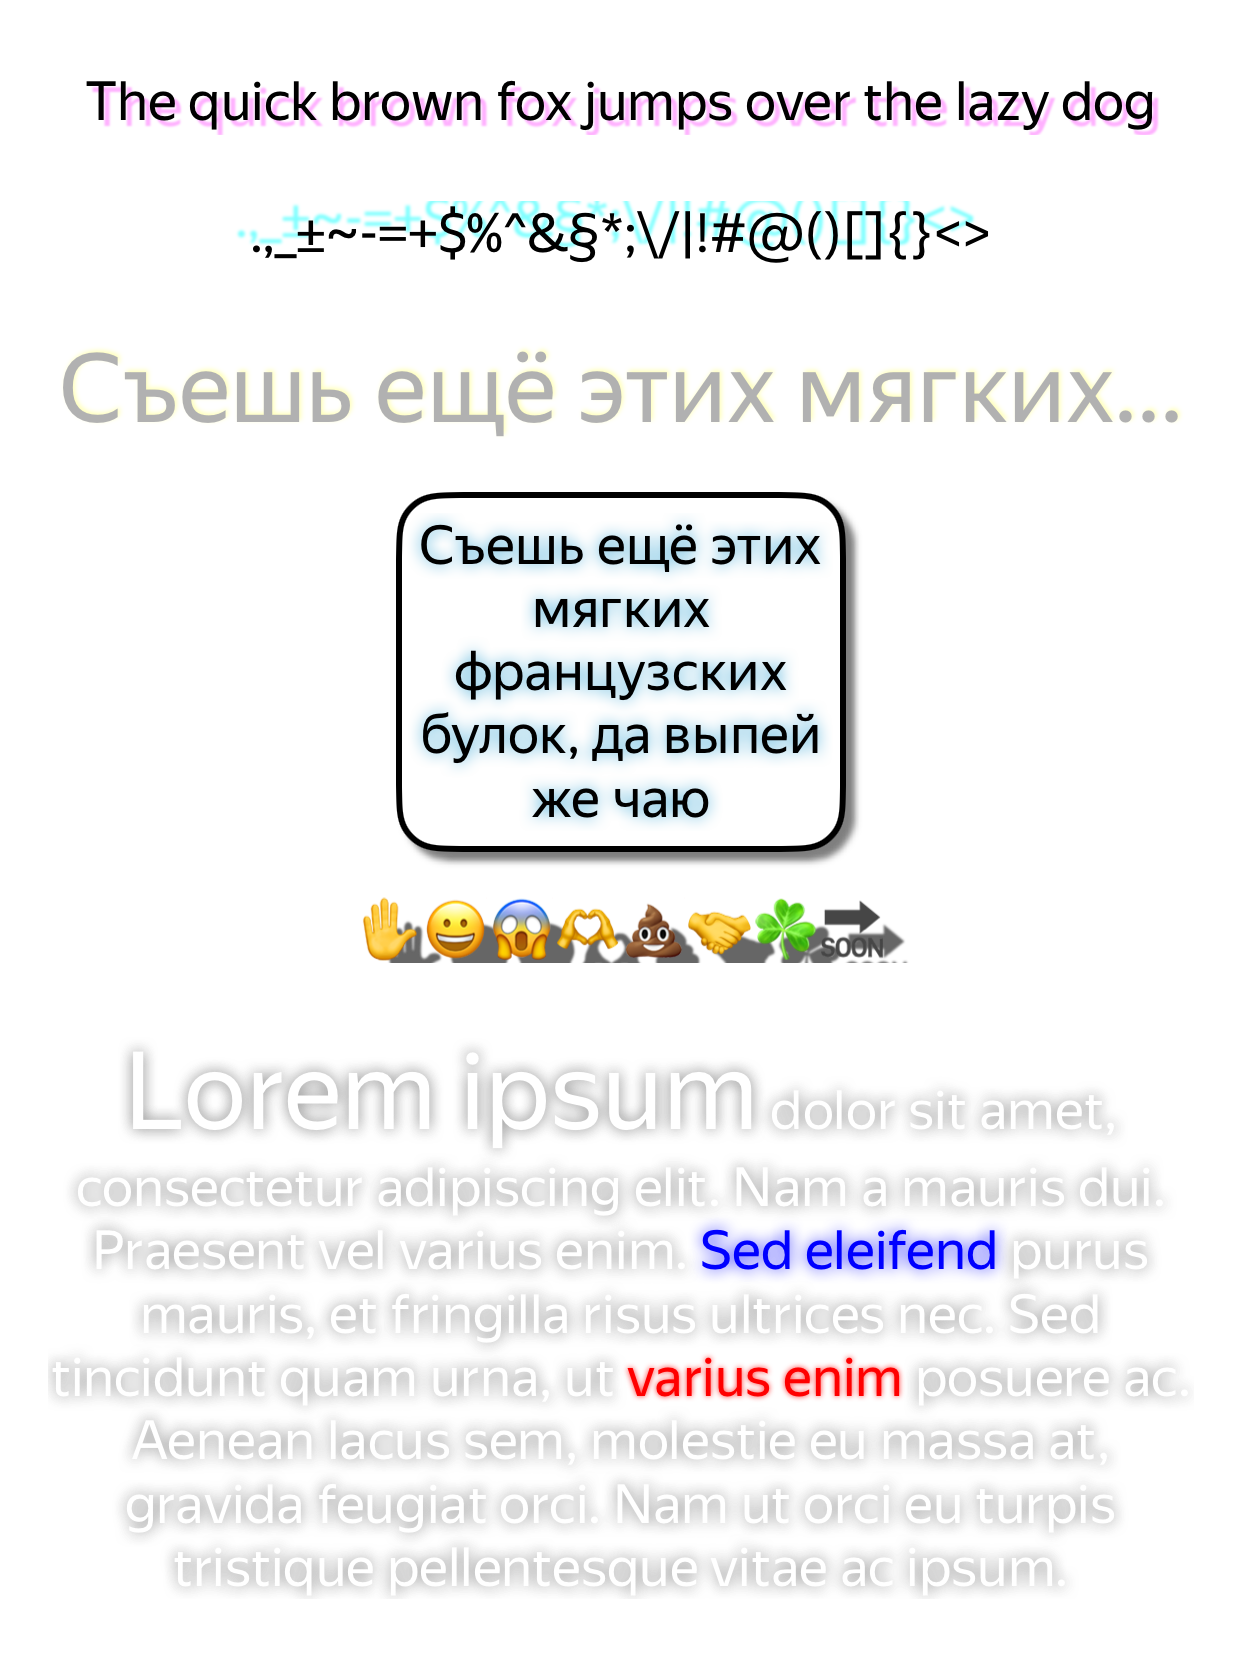 The quick brown fox jumps over the lazy dog
.,_±~-=+$%^&§*;\/|!#@()[]{}<>
Съешь ещё этих мягких...
Съешь ещё этих
мягких
французских
булок, да выпей
же чаю
✋😀😱🫶💩🤝☘️🔜
Lorem ipsum dolor sit amet,
consectetur adipiscing elit. Nam a mauris dui.
Praesent vel varius enim. Sed eleifend purus
mauris, et fringilla risus ultrices nec. Sed
tincidunt quam urna, ut varius enim posuere ac.
Aenean lacus sem, molestie eu massa at,
gravida feugiat orci. Nam ut orci eu turpis
tristique pellentesque vitae ac ipsum.